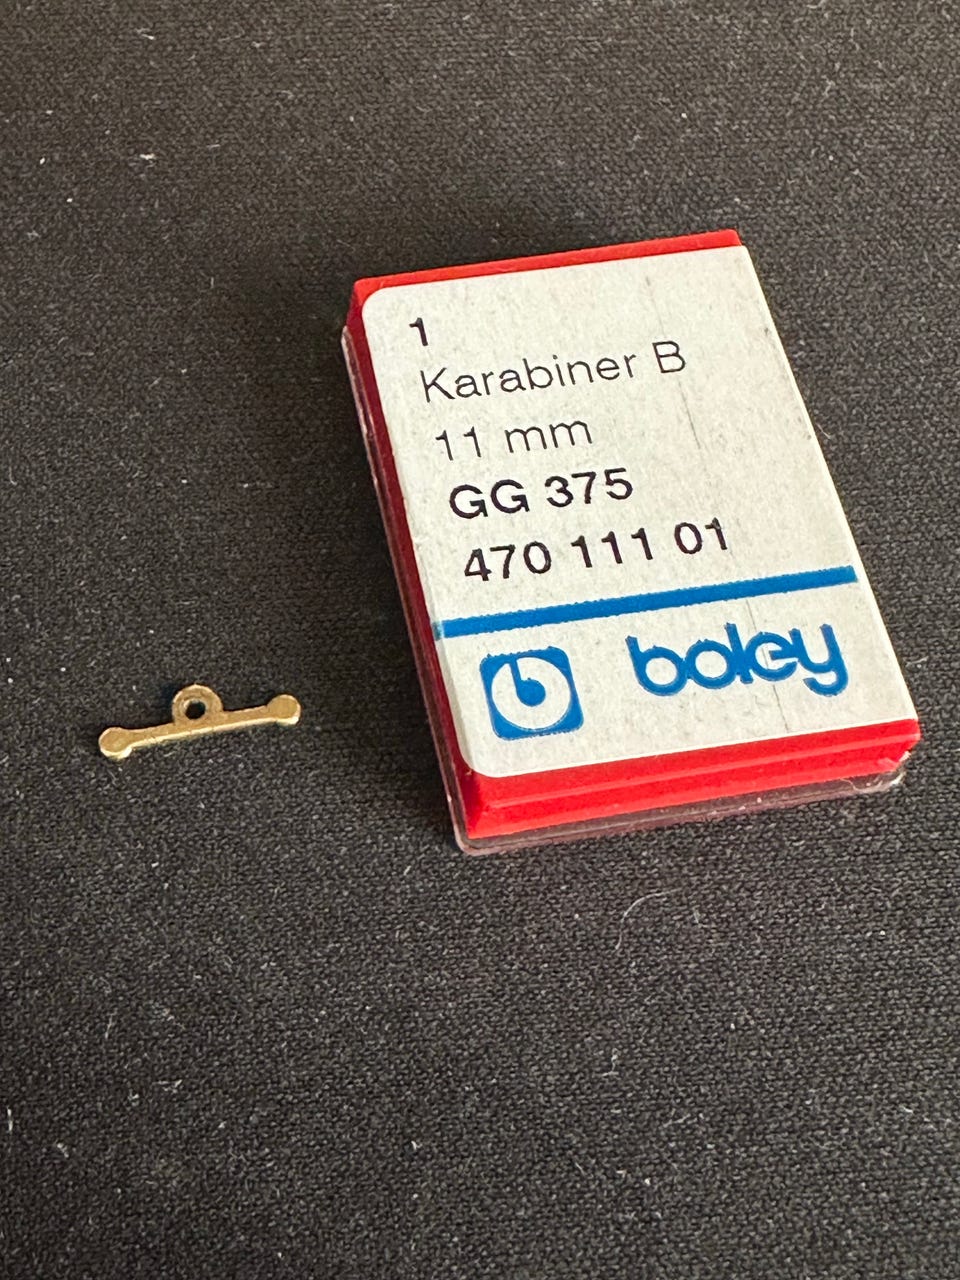 1
Karabiner B
11 mm
GG 375
470 111 01
boley